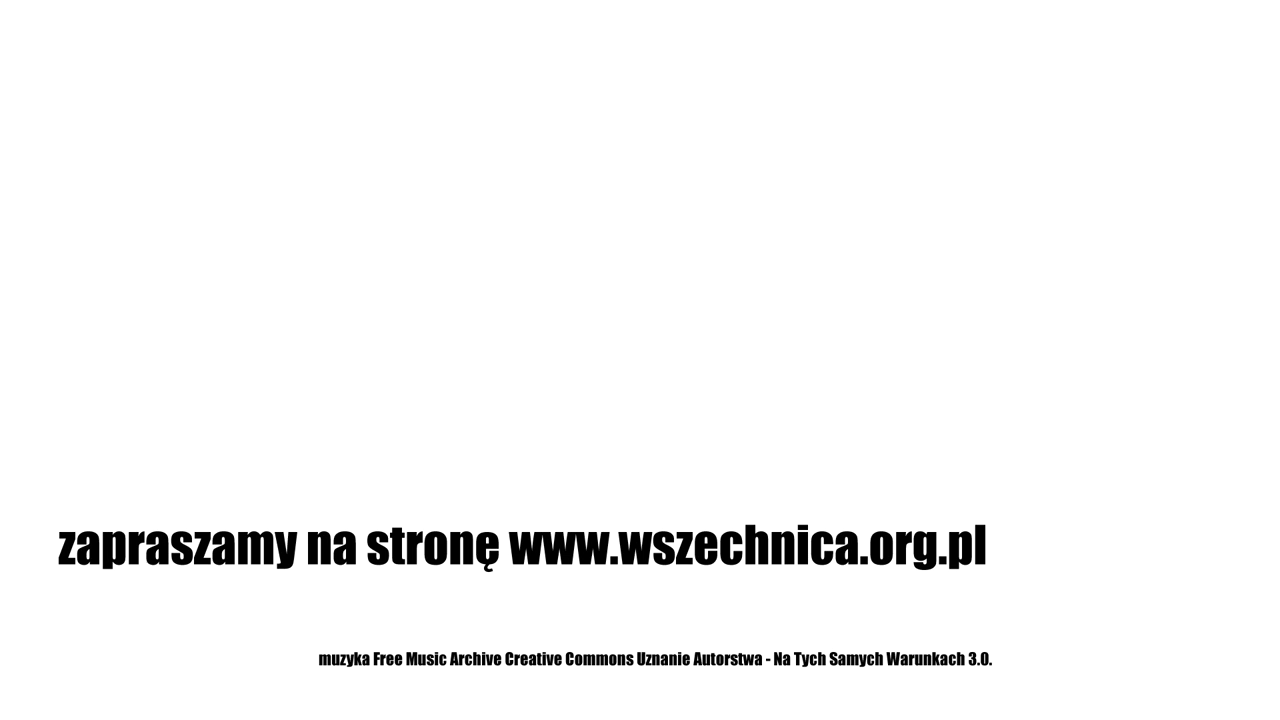 zapraszamy na stronę www.wszechnica.org.pl
muzyka Free Music Archive Creative Commons Uznanie Autorstwa - Na Tych Samych Warunkach 3.0.